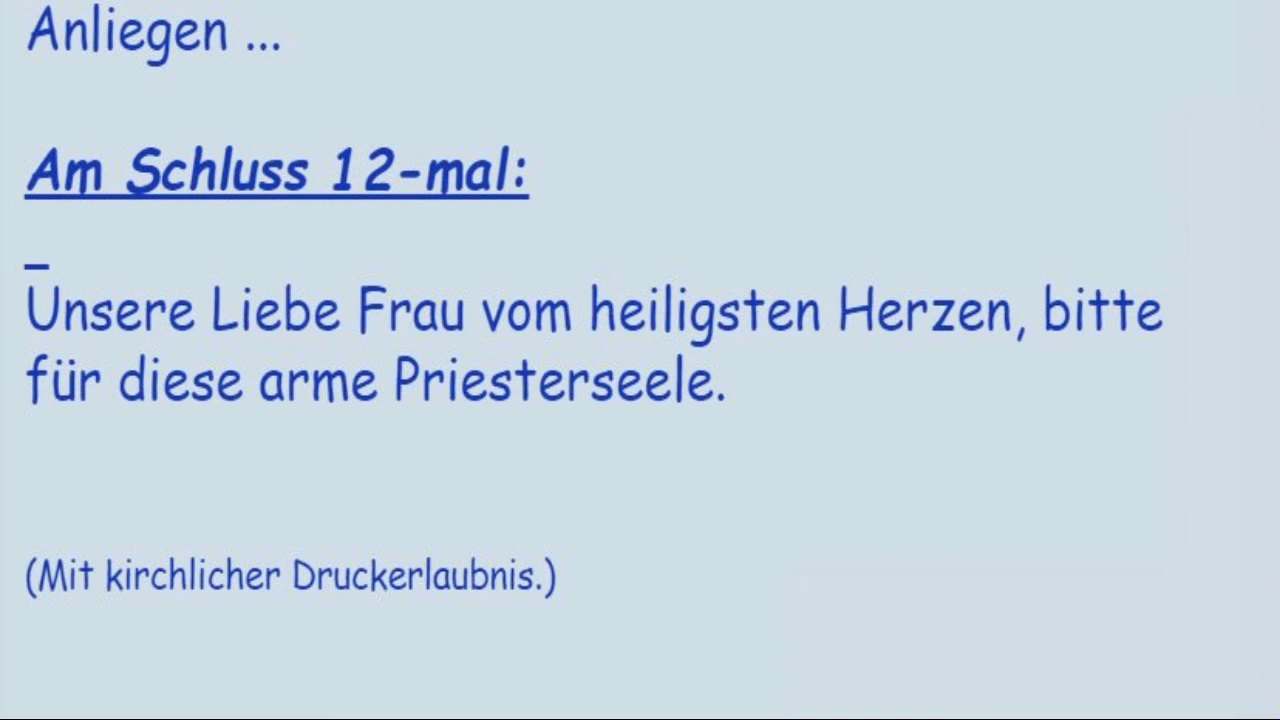 Anliegen ...
Am Schluss 12-mal:
_
Unsere Liebe Frau vom heiligsten Herzen, bitte
für diese arme Priesterseele.
(Mit kirchlicher Druckerlaubnis.)